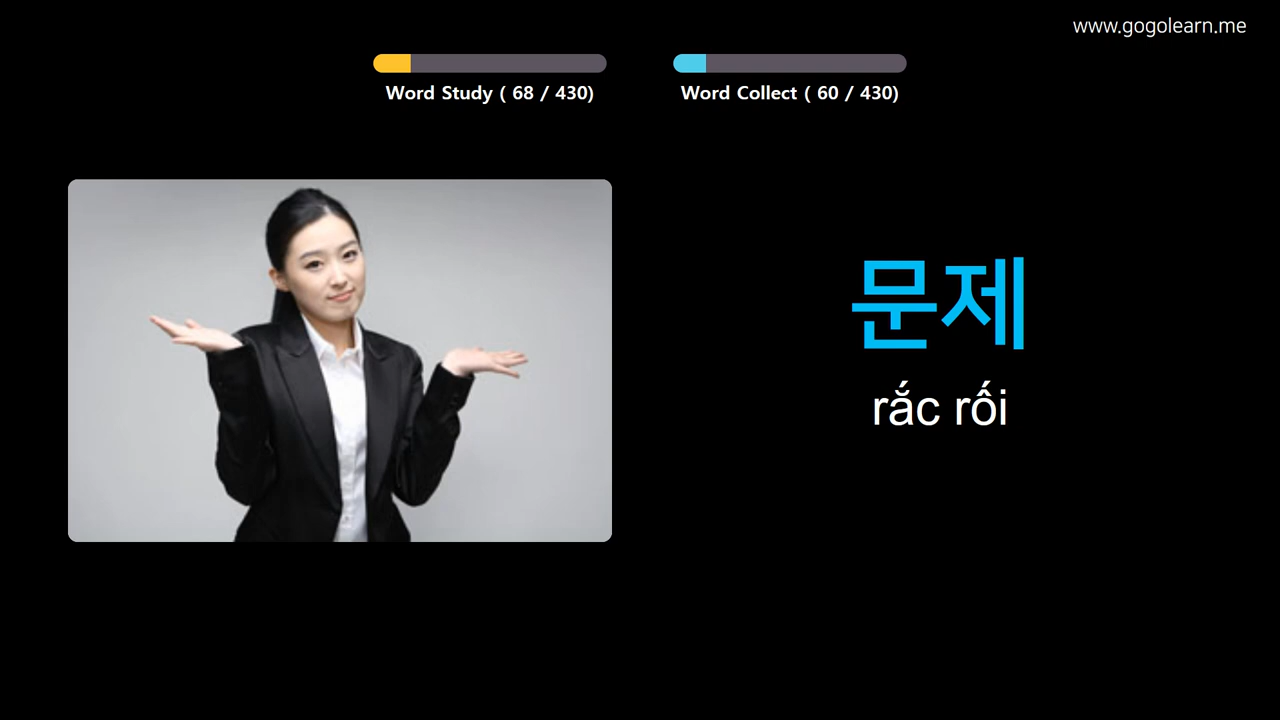 www.gogolearn.me
Word Study ( 68 / 430)
Word Collect ( 60 / 430)
문제
rắc rối